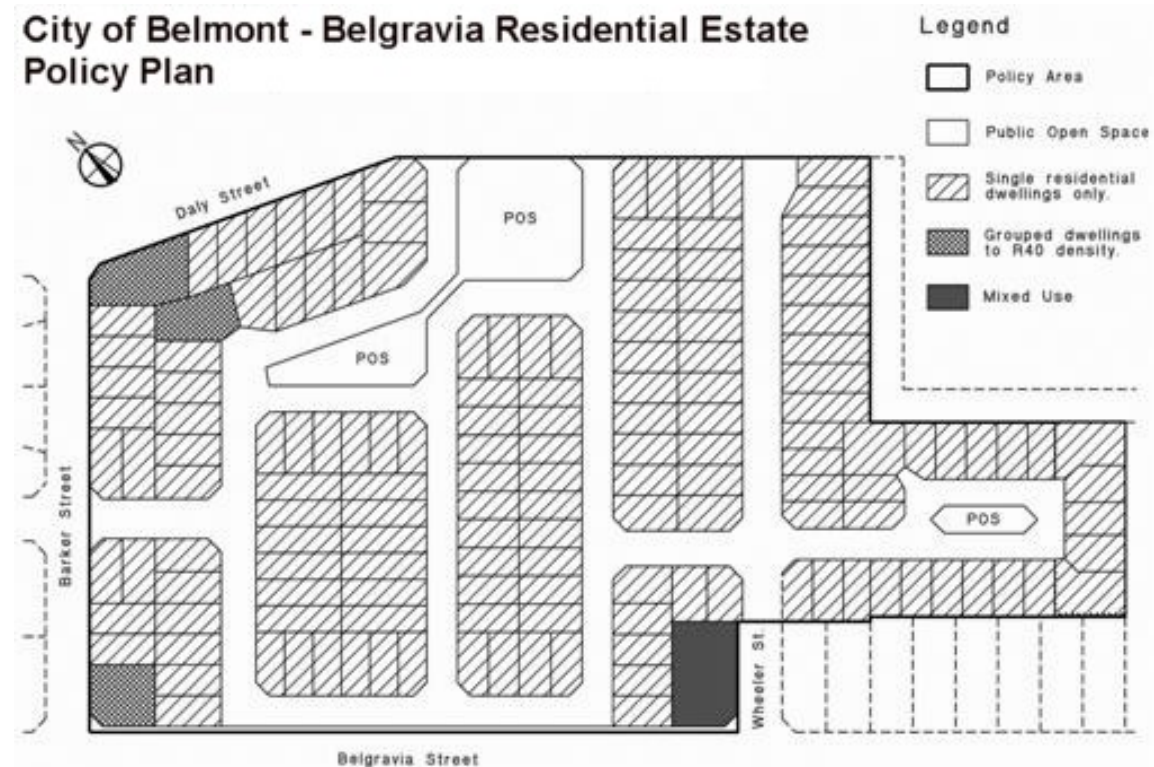 City of Belmont - Belgravia Residential Estate
Policy Plan
Legend
Policy Area
Public Open Space
Single residential
dwellings only.
Grouped dwellings
to R40 density.
Mixed Use
N
Daly Street
POS
POS
POS
Barker Street
Wheeler St.
Belgravia Street